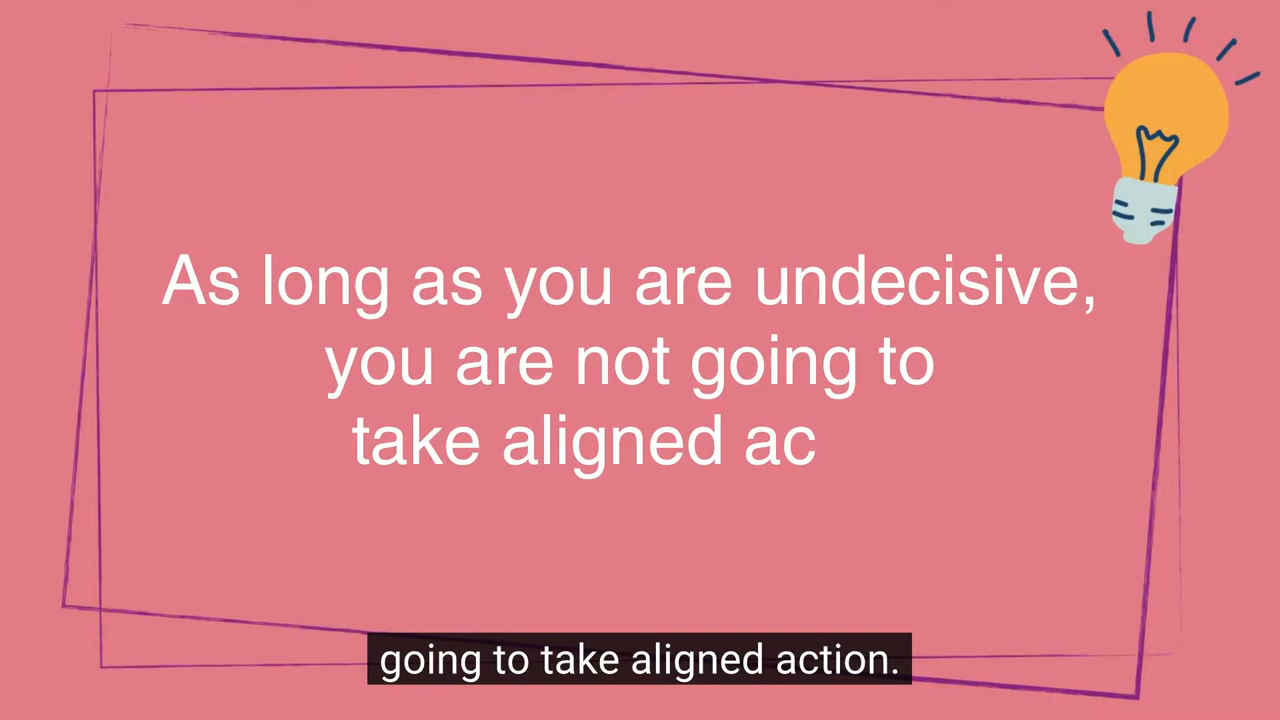 As long as you are undecisive,
you are not going to
take aligned ac
going to take aligned action.